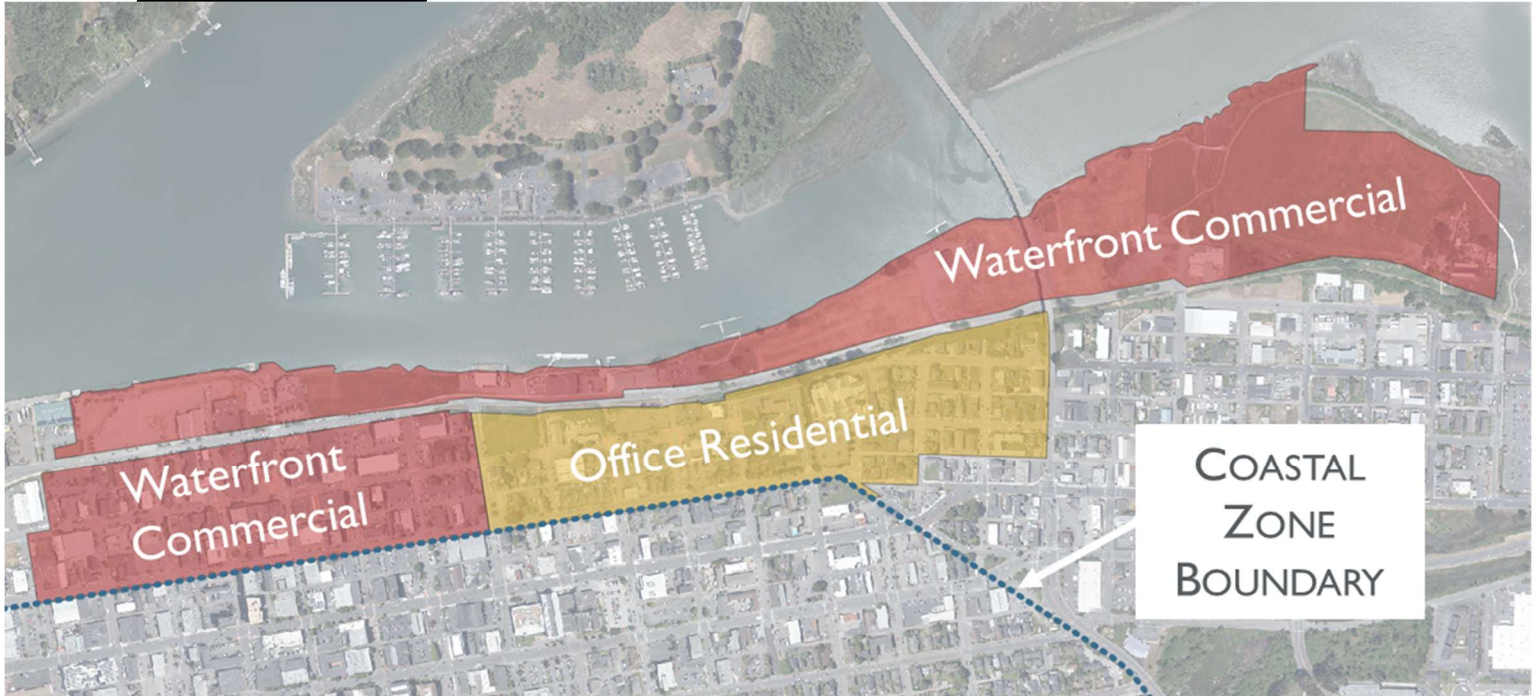 Waterfront Commercial
Waterfront
Commercial
Office Residential
COASTAL
ZONE
BOUNDARY